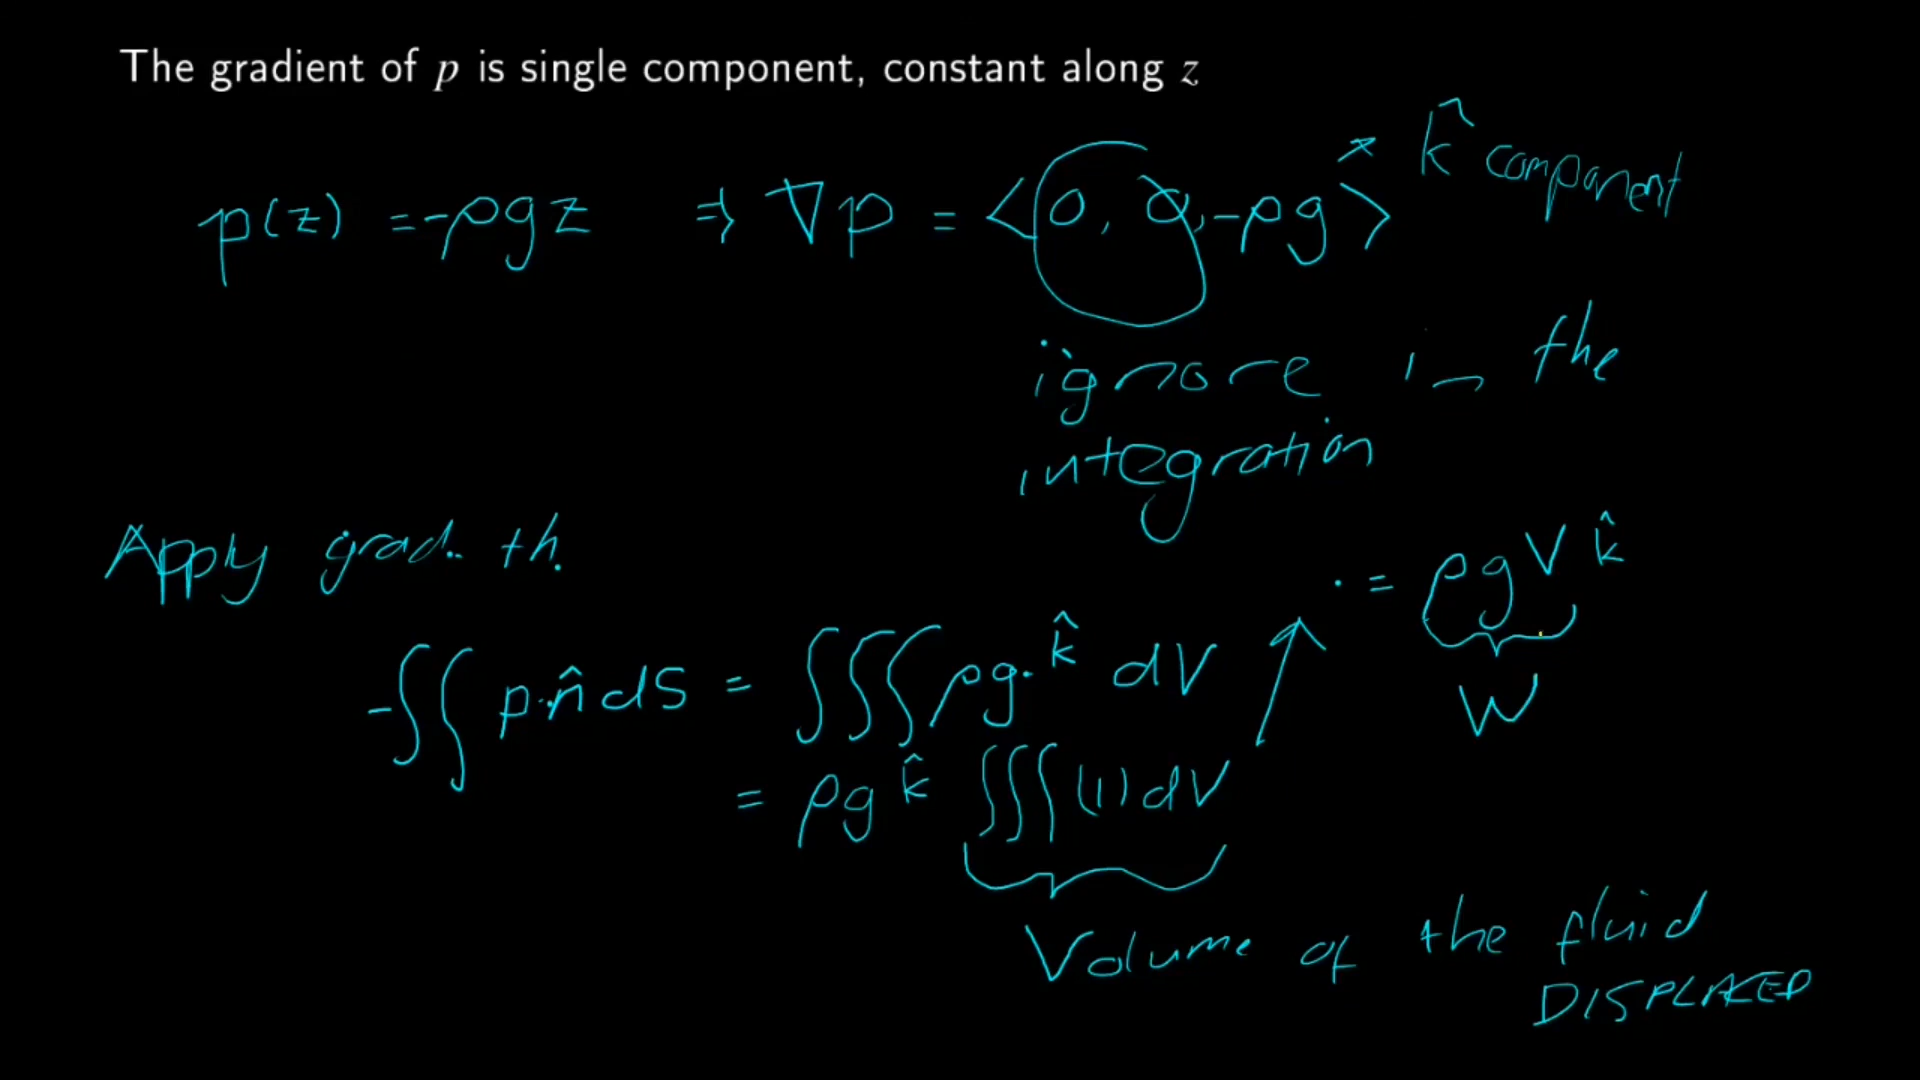 The gradient of p is single component, constant along z
p(z) = -ρgz ⇒ ∇p = <0, 0, -ρg> ↗ k̂ component
ignore in the
integration
Apply grad. th.
-∬ p·n̂ dS = ∭ ρg·k̂ dV
= ρg k̂ ∭ (1) dV
∴ = ρgV k̂
W
Volume of the fluid
DISPLACED